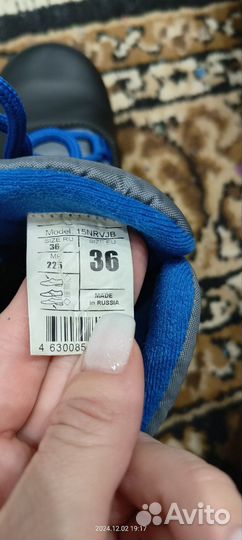 Model 15NRVJB
SIZE RU SIZE EU
36 36
MP
225
MADE
in RUSSIA
4 630085
2024.12.02 19:17
Avito